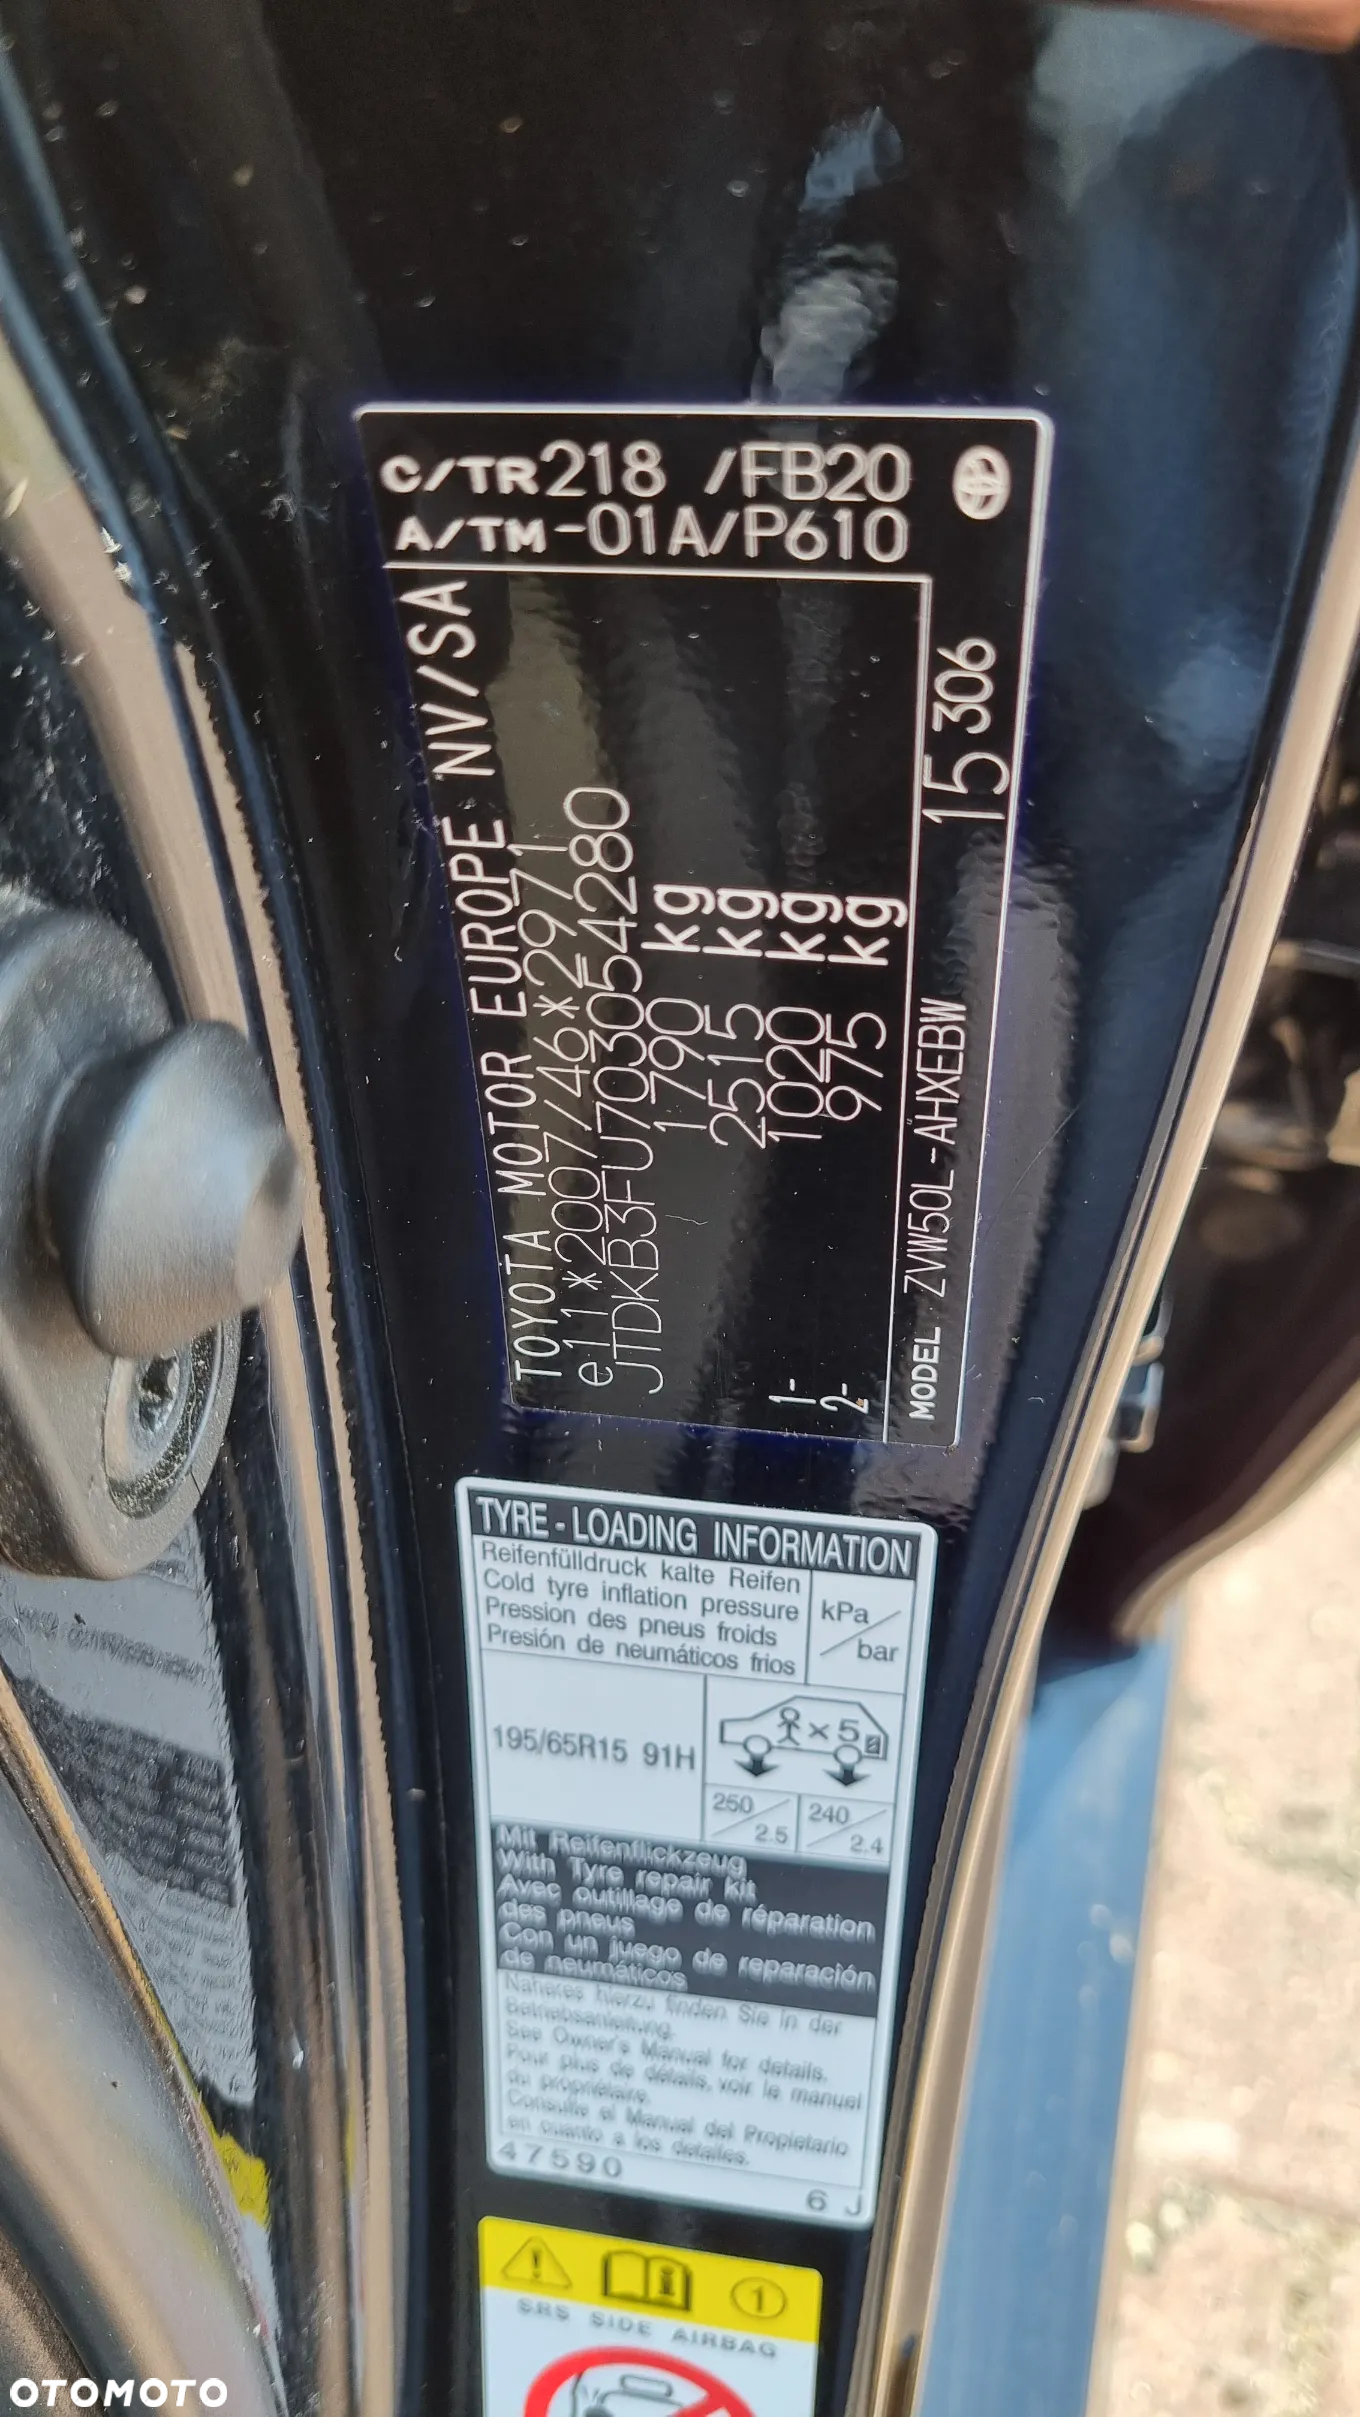 C/TR218 /FB20
A/TM-01A/P610
TOYOTA MOTOR EUROPE NV/SA
e11*2007/46*2971
JTDKB3FU703054280
1790 kg
2515 kg
1- 1020 kg
2- 975 kg
MODEL ZVW50L-AHXEBW 15 306
TYRE - LOADING INFORMATION
Reifenfülldruck kalte Reifen
Cold tyre inflation pressure
Pression des pneus froids
Presión de neumáticos frios
kPa/bar
195/65R15 91H
×5
250/2.5
240/2.4
Mit Reifenflickzeug
With Tyre repair kit
Avec outillage de réparation
des pneus
Con un juego de reparación
de neumáticos
Näheres hierzu finden Sie in der
Betriebsanleitung.
See Owner's Manual for details.
Pour plus de détails, voir le manuel
du propriétaire.
Consulte el Manual del Propietario
en cuanto a los detalles.
47590
6 J
1
SRS SIDE AIRBAG
OTOMOTO